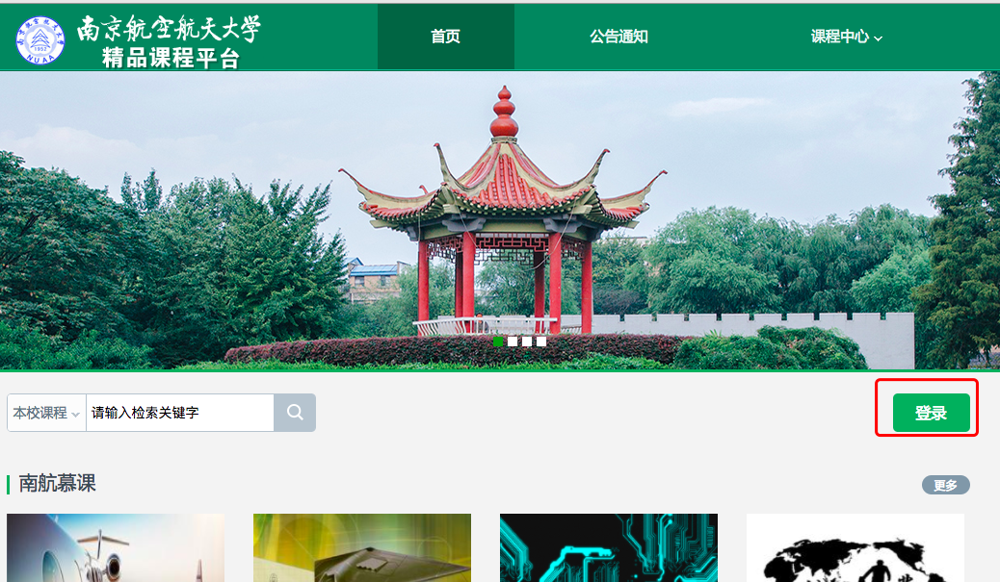 南京航空航天大学
精品课程平台
1952
NUAA
首页
公告通知
课程中心
本校课程
请输入检索关键字
登录
南航慕课
更多